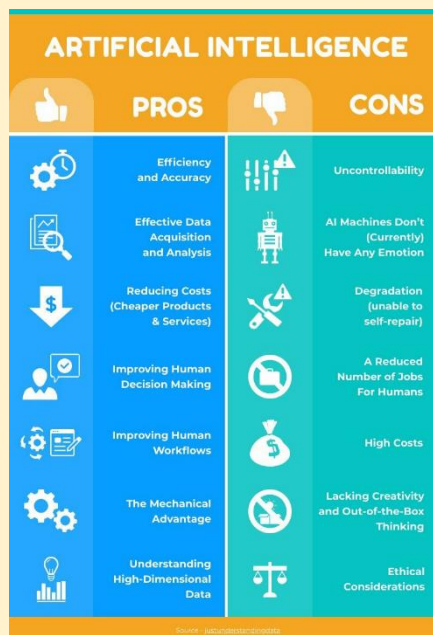 ARTIFICIAL INTELLIGENCE
PROS
Efficiency
and Accuracy
Effective Data
Acquisition
and Analysis
$
Reducing Costs
(Cheaper Products
& Services)
Improving Human
Decision Making
Improving Human
Workflows
The Mechanical
Advantage
Understanding
High-Dimensional
Data
CONS
Uncontrollability
AI Machines Don't
(Currently)
Have Any Emotion
Degradation
(unable to
self-repair)
A Reduced
Number of Jobs
For Humans
$
High Costs
Lacking Creativity
and Out-of-the-Box
Thinking
Ethical
Considerations
Source - justunderstandingdata